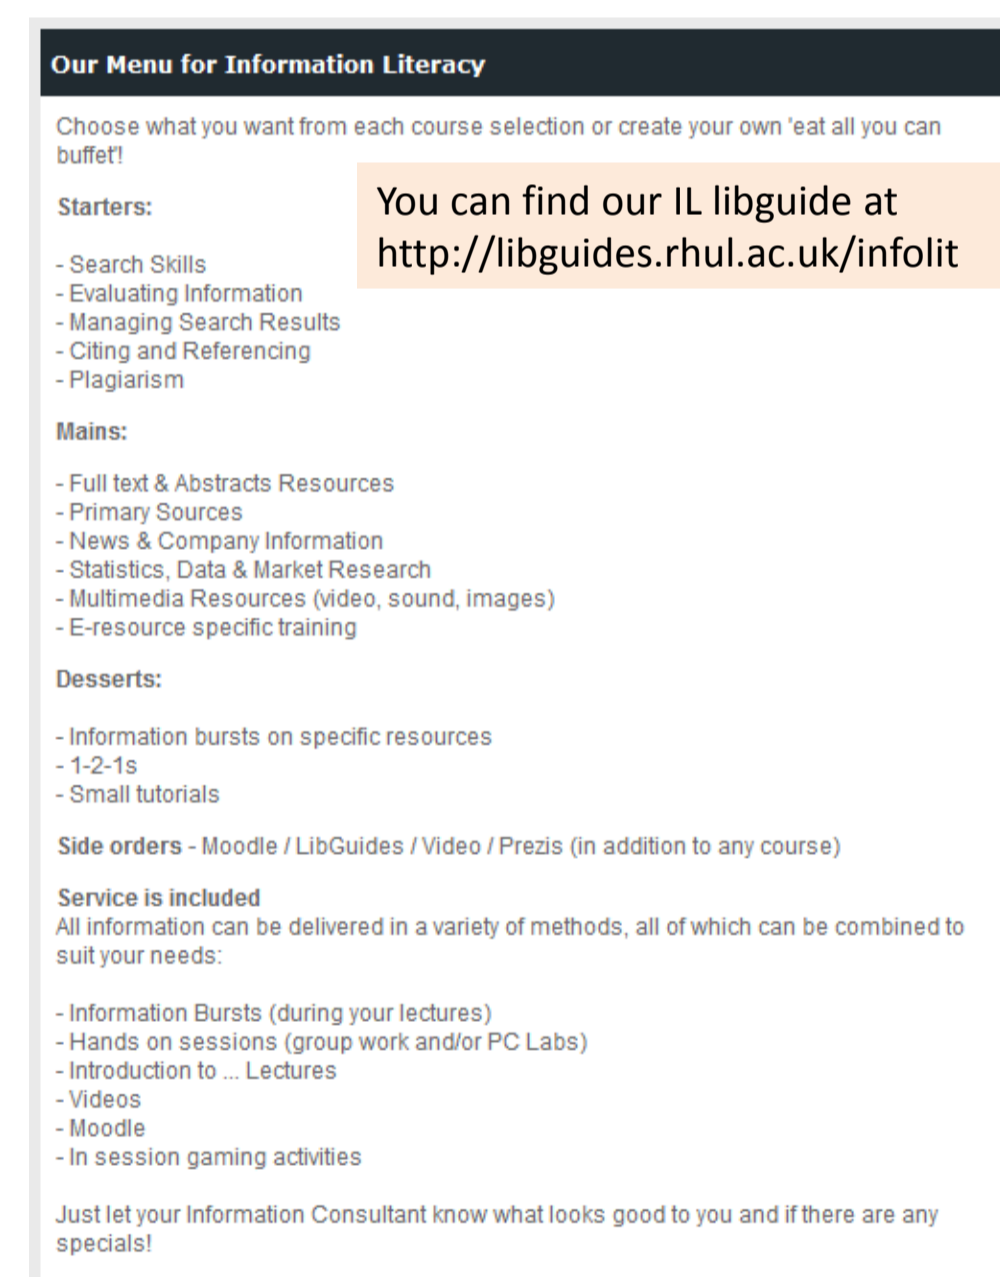 Our Menu for Information Literacy
Choose what you want from each course selection or create your own 'eat all you can
buffet'!
You can find our IL libguide at
http://libguides.rhul.ac.uk/infolit
Starters:
- Search Skills
- Evaluating Information
- Managing Search Results
- Citing and Referencing
- Plagiarism
Mains:
- Full text & Abstracts Resources
- Primary Sources
- News & Company Information
- Statistics, Data & Market Research
- Multimedia Resources (video, sound, images)
- E-resource specific training
Desserts:
- Information bursts on specific resources
- 1-2-1s
- Small tutorials
Side orders - Moodle / LibGuides / Video / Prezis (in addition to any course)
Service is included
All information can be delivered in a variety of methods, all of which can be combined to
suit your needs:
- Information Bursts (during your lectures)
- Hands on sessions (group work and/or PC Labs)
- Introduction to ... Lectures
- Videos
- Moodle
- In session gaming activities
Just let your Information Consultant know what looks good to you and if there are any
specials!